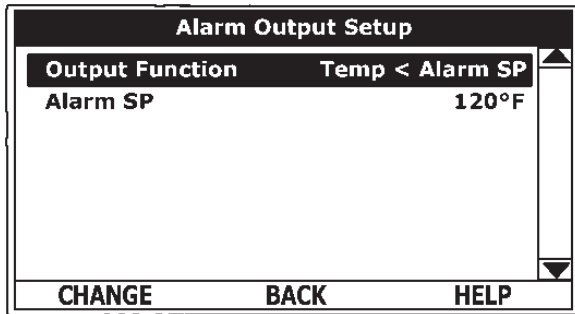 Alarm Output Setup
Output Function Temp < Alarm SP
Alarm SP 120°F
CHANGE BACK HELP